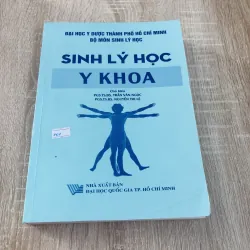 ĐẠI HỌC Y DƯỢC THÀNH PHỐ HỒ CHÍ MINH
BỘ MÔN SINH LÝ HỌC
SINH LÝ HỌC
Y KHOA
NHÀ XUẤT BẢN
ĐẠI HỌC QUỐC GIA TP. HỒ CHÍ MINH